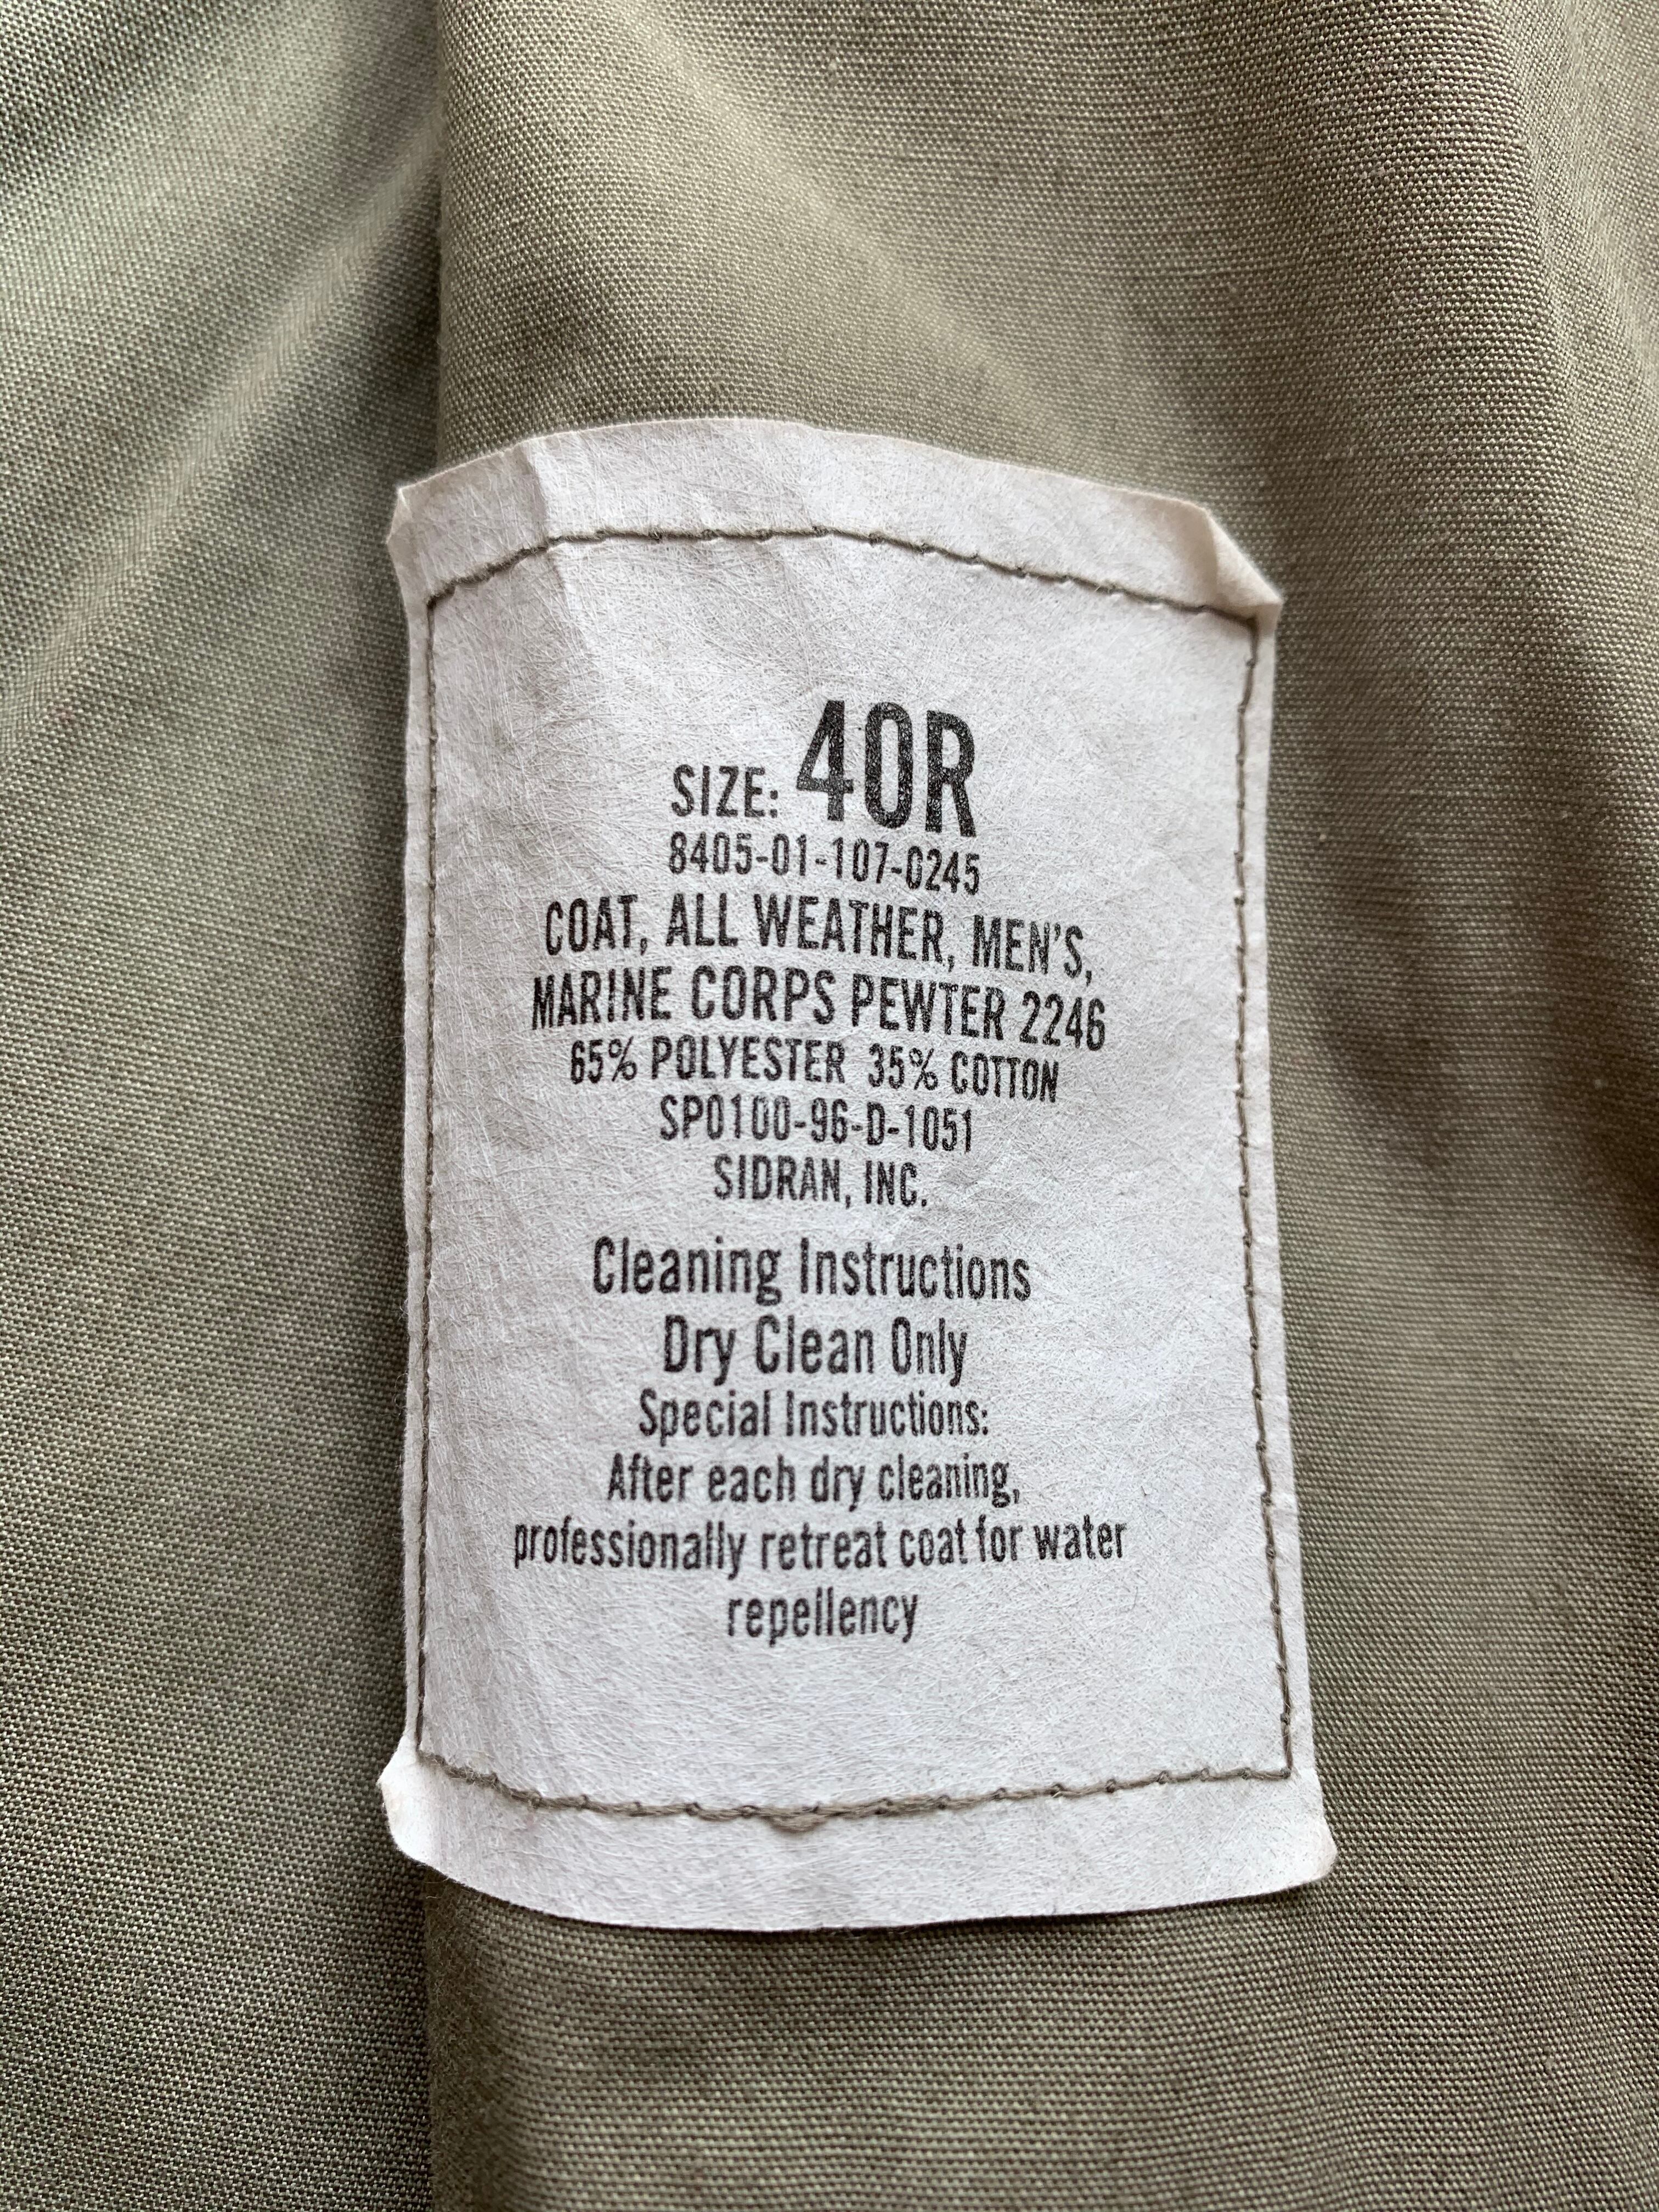 SIZE: 40R
8405-01-107-0245
COAT, ALL WEATHER, MEN'S,
MARINE CORPS PEWTER 2246
65% POLYESTER 35% COTTON
SP0100-96-D-1051
SIDRAN, INC.
Cleaning Instructions
Dry Clean Only
Special Instructions:
After each dry cleaning,
professionally retreat coat for water
repellency